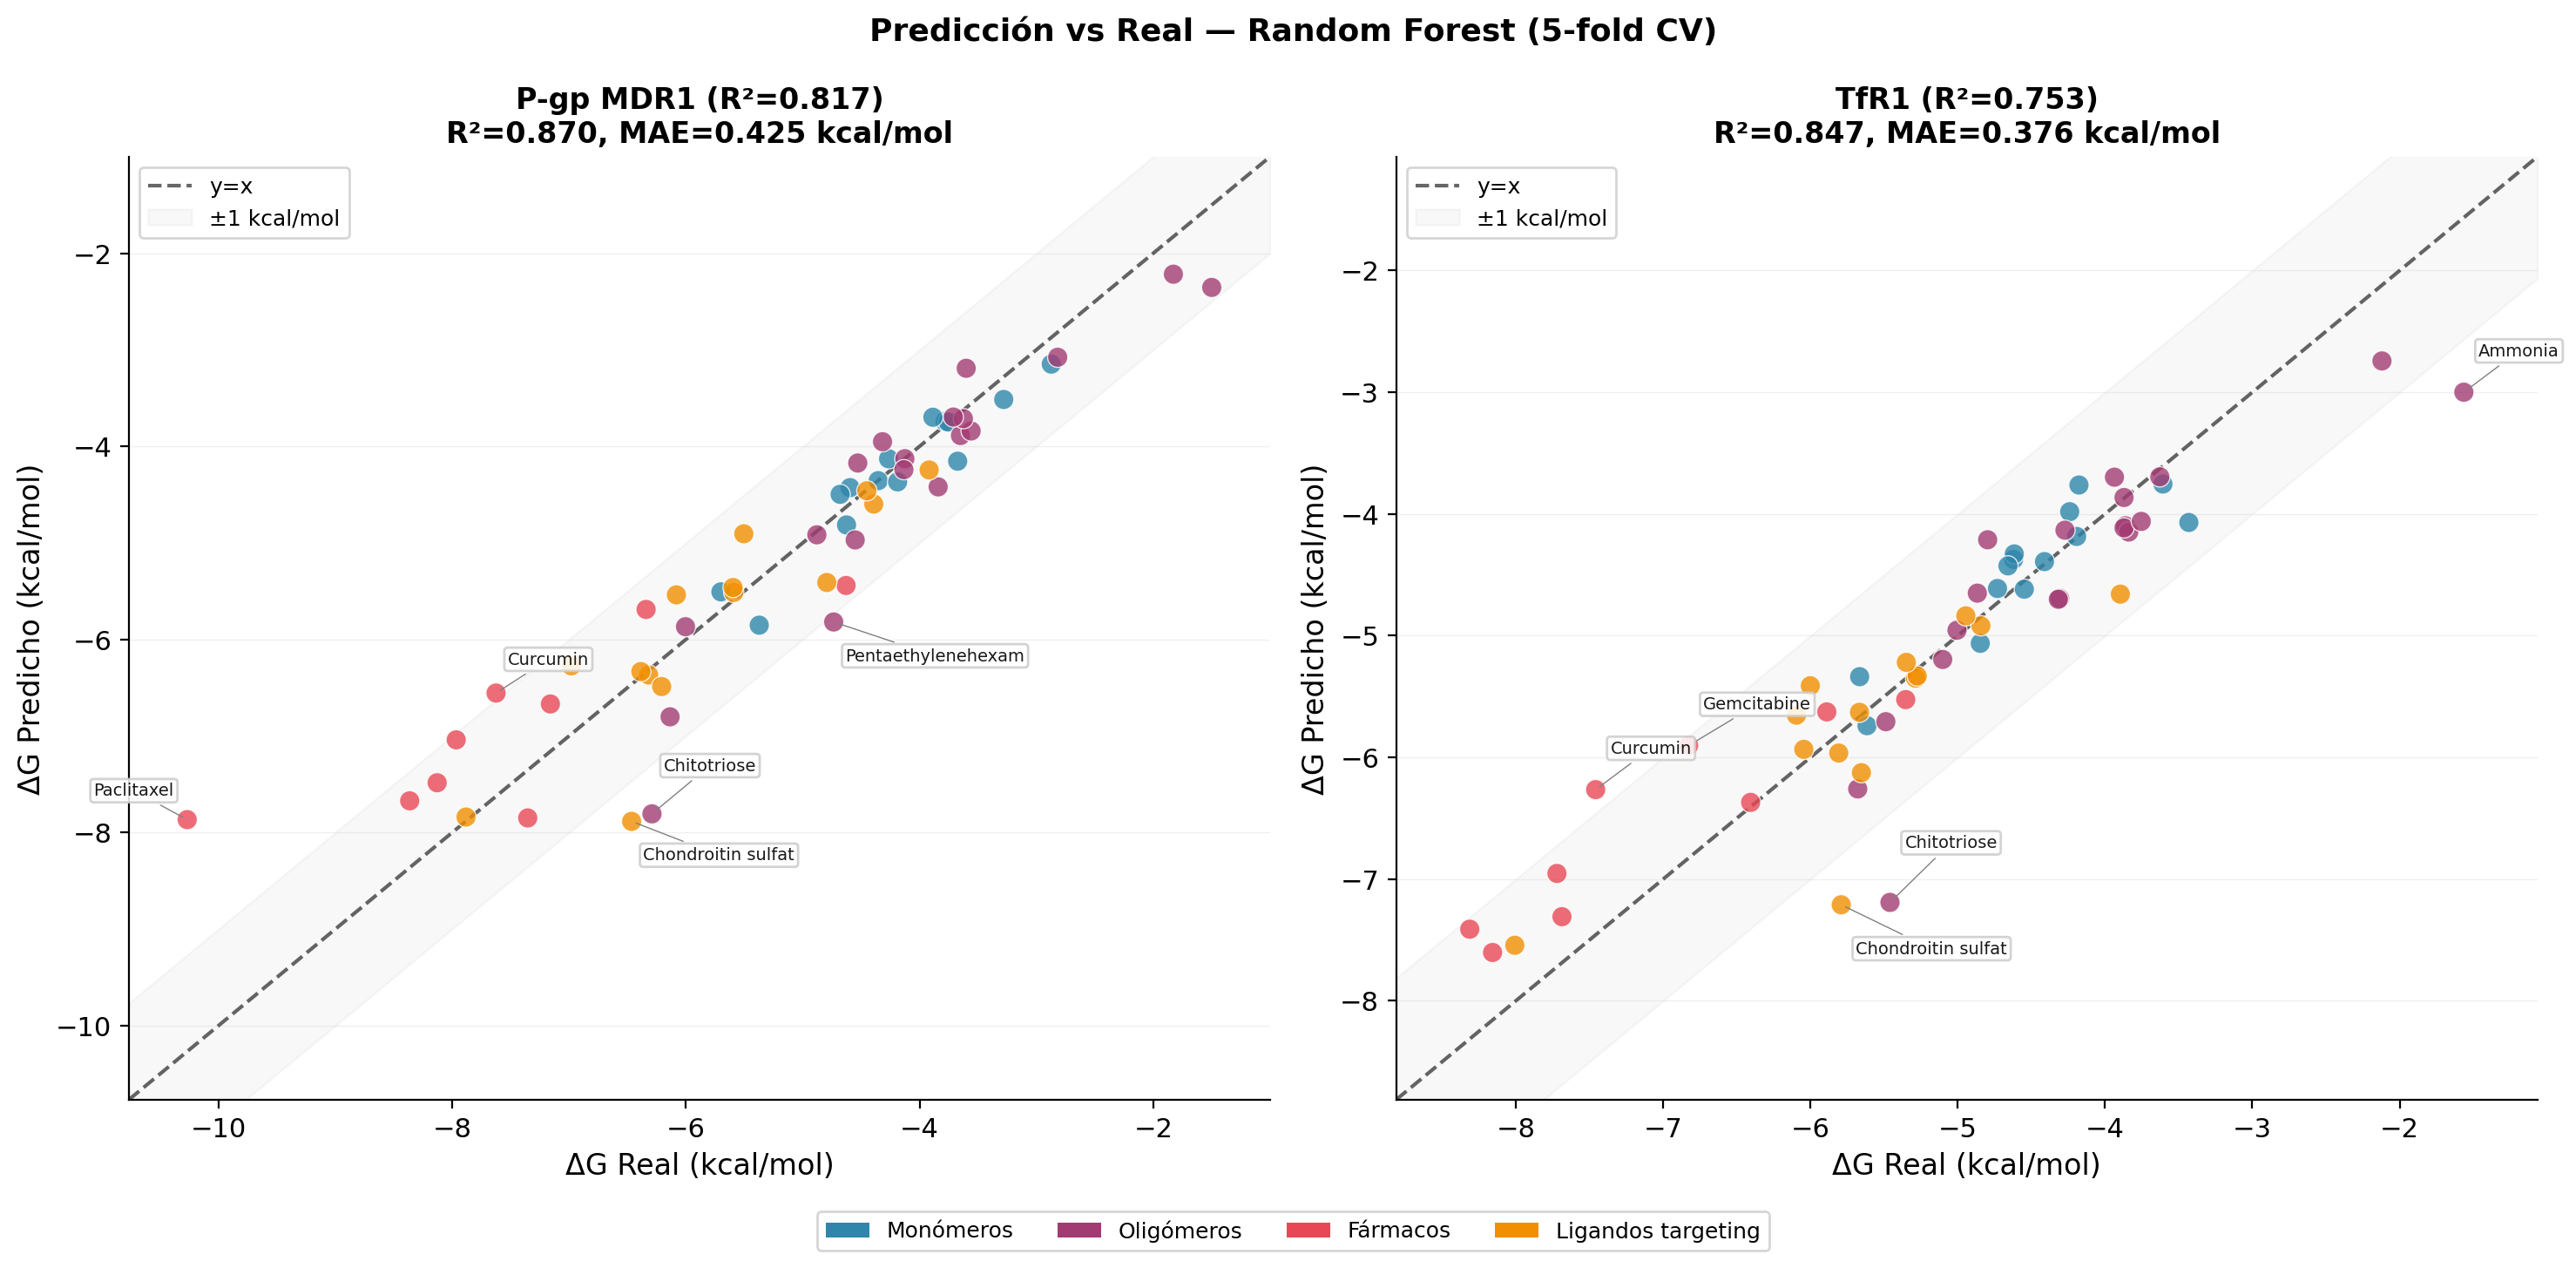 Predicción vs Real — Random Forest (5-fold CV)
P-gp MDR1 (R²=0.817)
R²=0.870, MAE=0.425 kcal/mol
y=x
±1 kcal/mol
ΔG Predicho (kcal/mol)
−2
−4
−6
−8
−10
Curcumin
Pentaethylenehexam
Chitotriose
Paclitaxel
Chondroitin sulfat
−10
−8
−6
−4
−2
ΔG Real (kcal/mol)
TfR1 (R²=0.753)
R²=0.847, MAE=0.376 kcal/mol
y=x
±1 kcal/mol
ΔG Predicho (kcal/mol)
−2
−3
−4
−5
−6
−7
−8
Ammonia
Gemcitabine
Curcumin
Chitotriose
Chondroitin sulfat
−8
−7
−6
−5
−4
−3
−2
ΔG Real (kcal/mol)
Monómeros
Oligómeros
Fármacos
Ligandos targeting